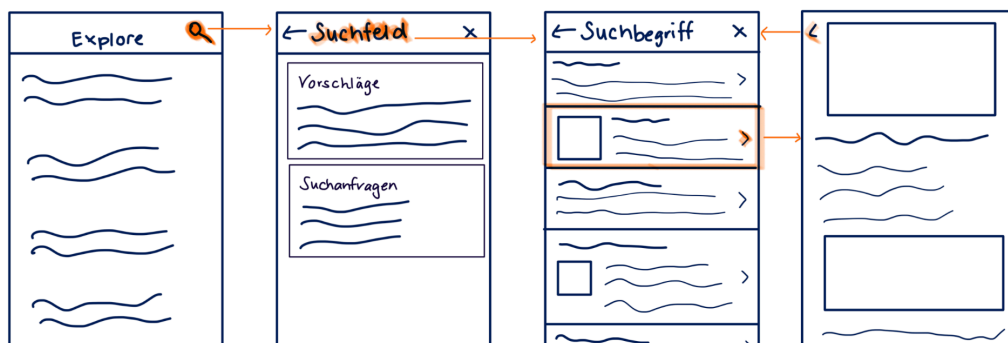 Explore
Suchfeld
Vorschläge
Suchanfragen
Suchbegriff